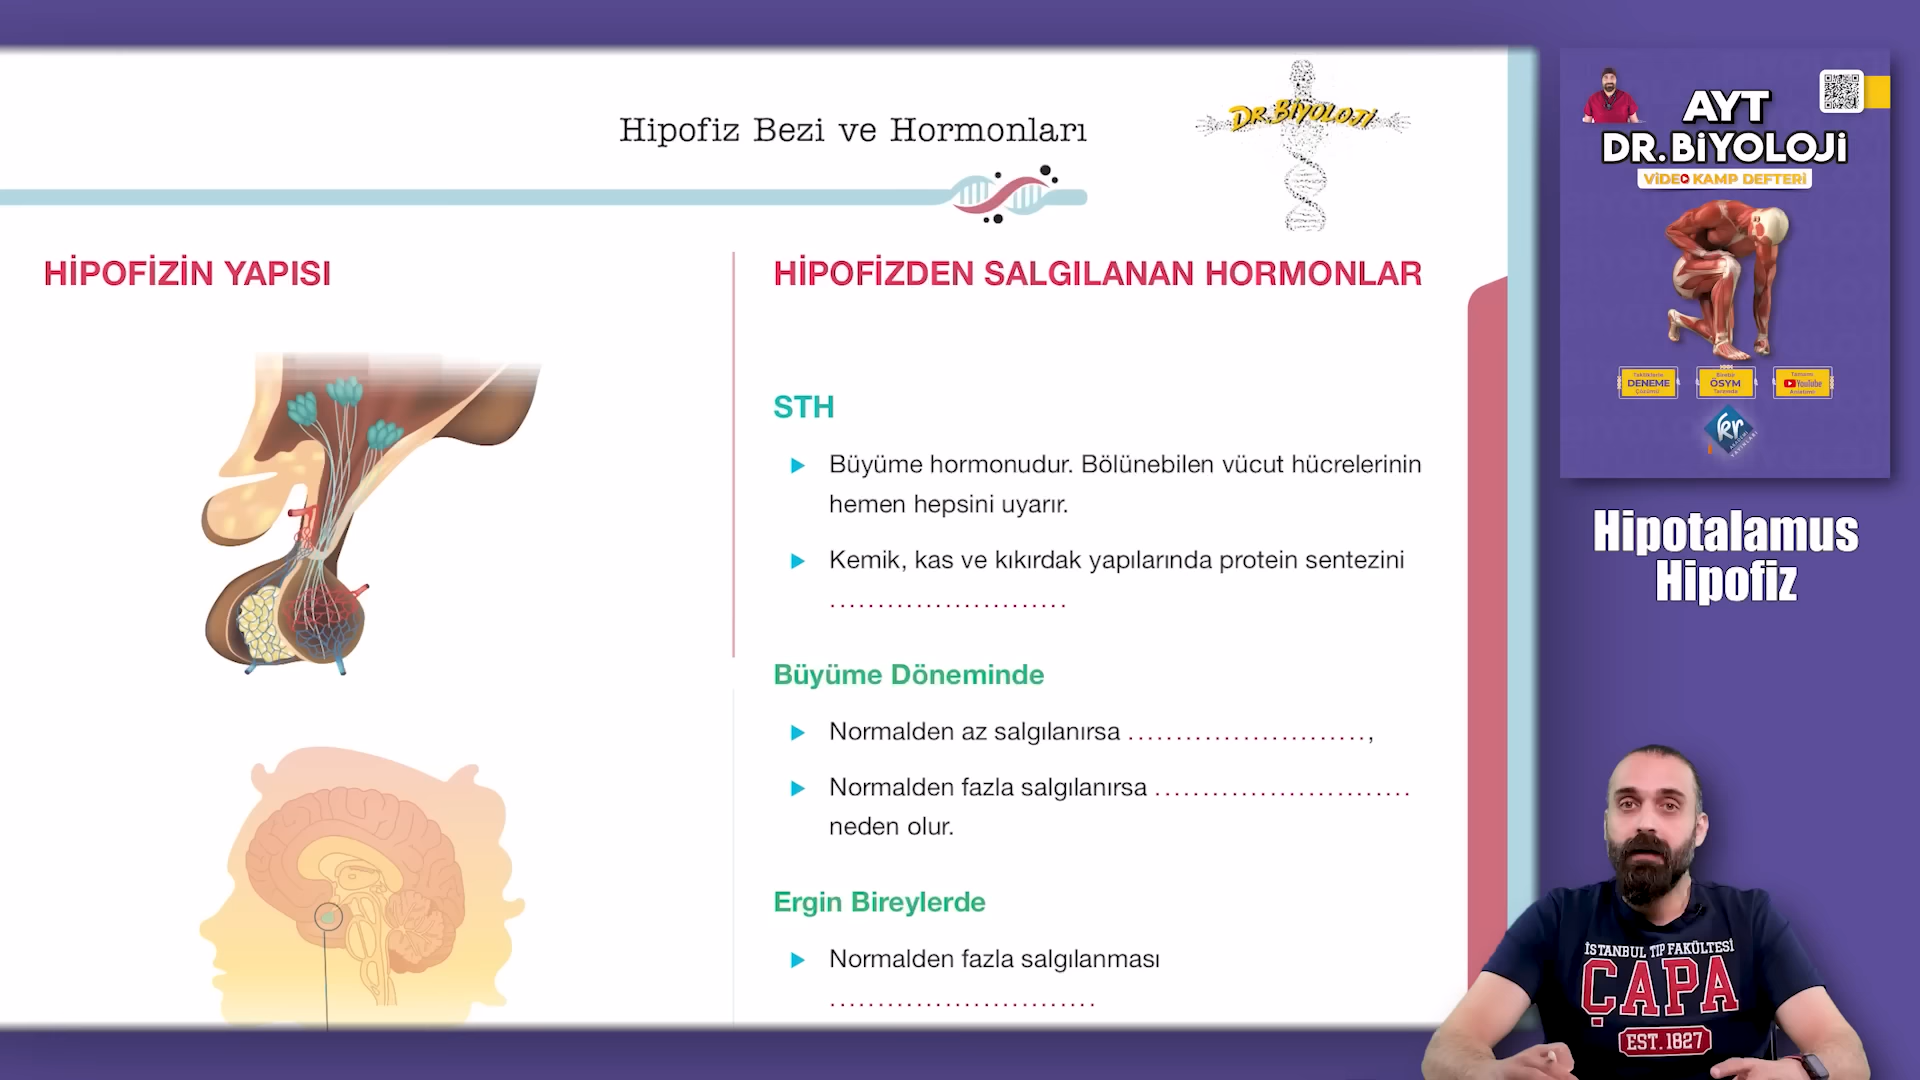 Hipofiz Bezi ve Hormonları
DR.BİYOLOJİ
HİPOFİZİN YAPISI
HİPOFİZDEN SALGILANAN HORMONLAR
STH
Büyüme hormonudur. Bölünebilen vücut hücrelerinin
hemen hepsini uyarır.
Kemik, kas ve kıkırdak yapılarında protein sentezini
.........................
Büyüme Döneminde
Normalden az salgılanırsa .........................,
Normalden fazla salgılanırsa ...........................
neden olur.
Ergin Bireylerde
Normalden fazla salgılanması
............................
AYT
DR.BİYOLOJİ
VİDEO KAMP DEFTERİ
DENEME
ÖSYM
YouTube
kr
Hipotalamus
Hipofiz
İSTANBUL TIP FAKÜLTESİ
ÇAPA
EST.1827